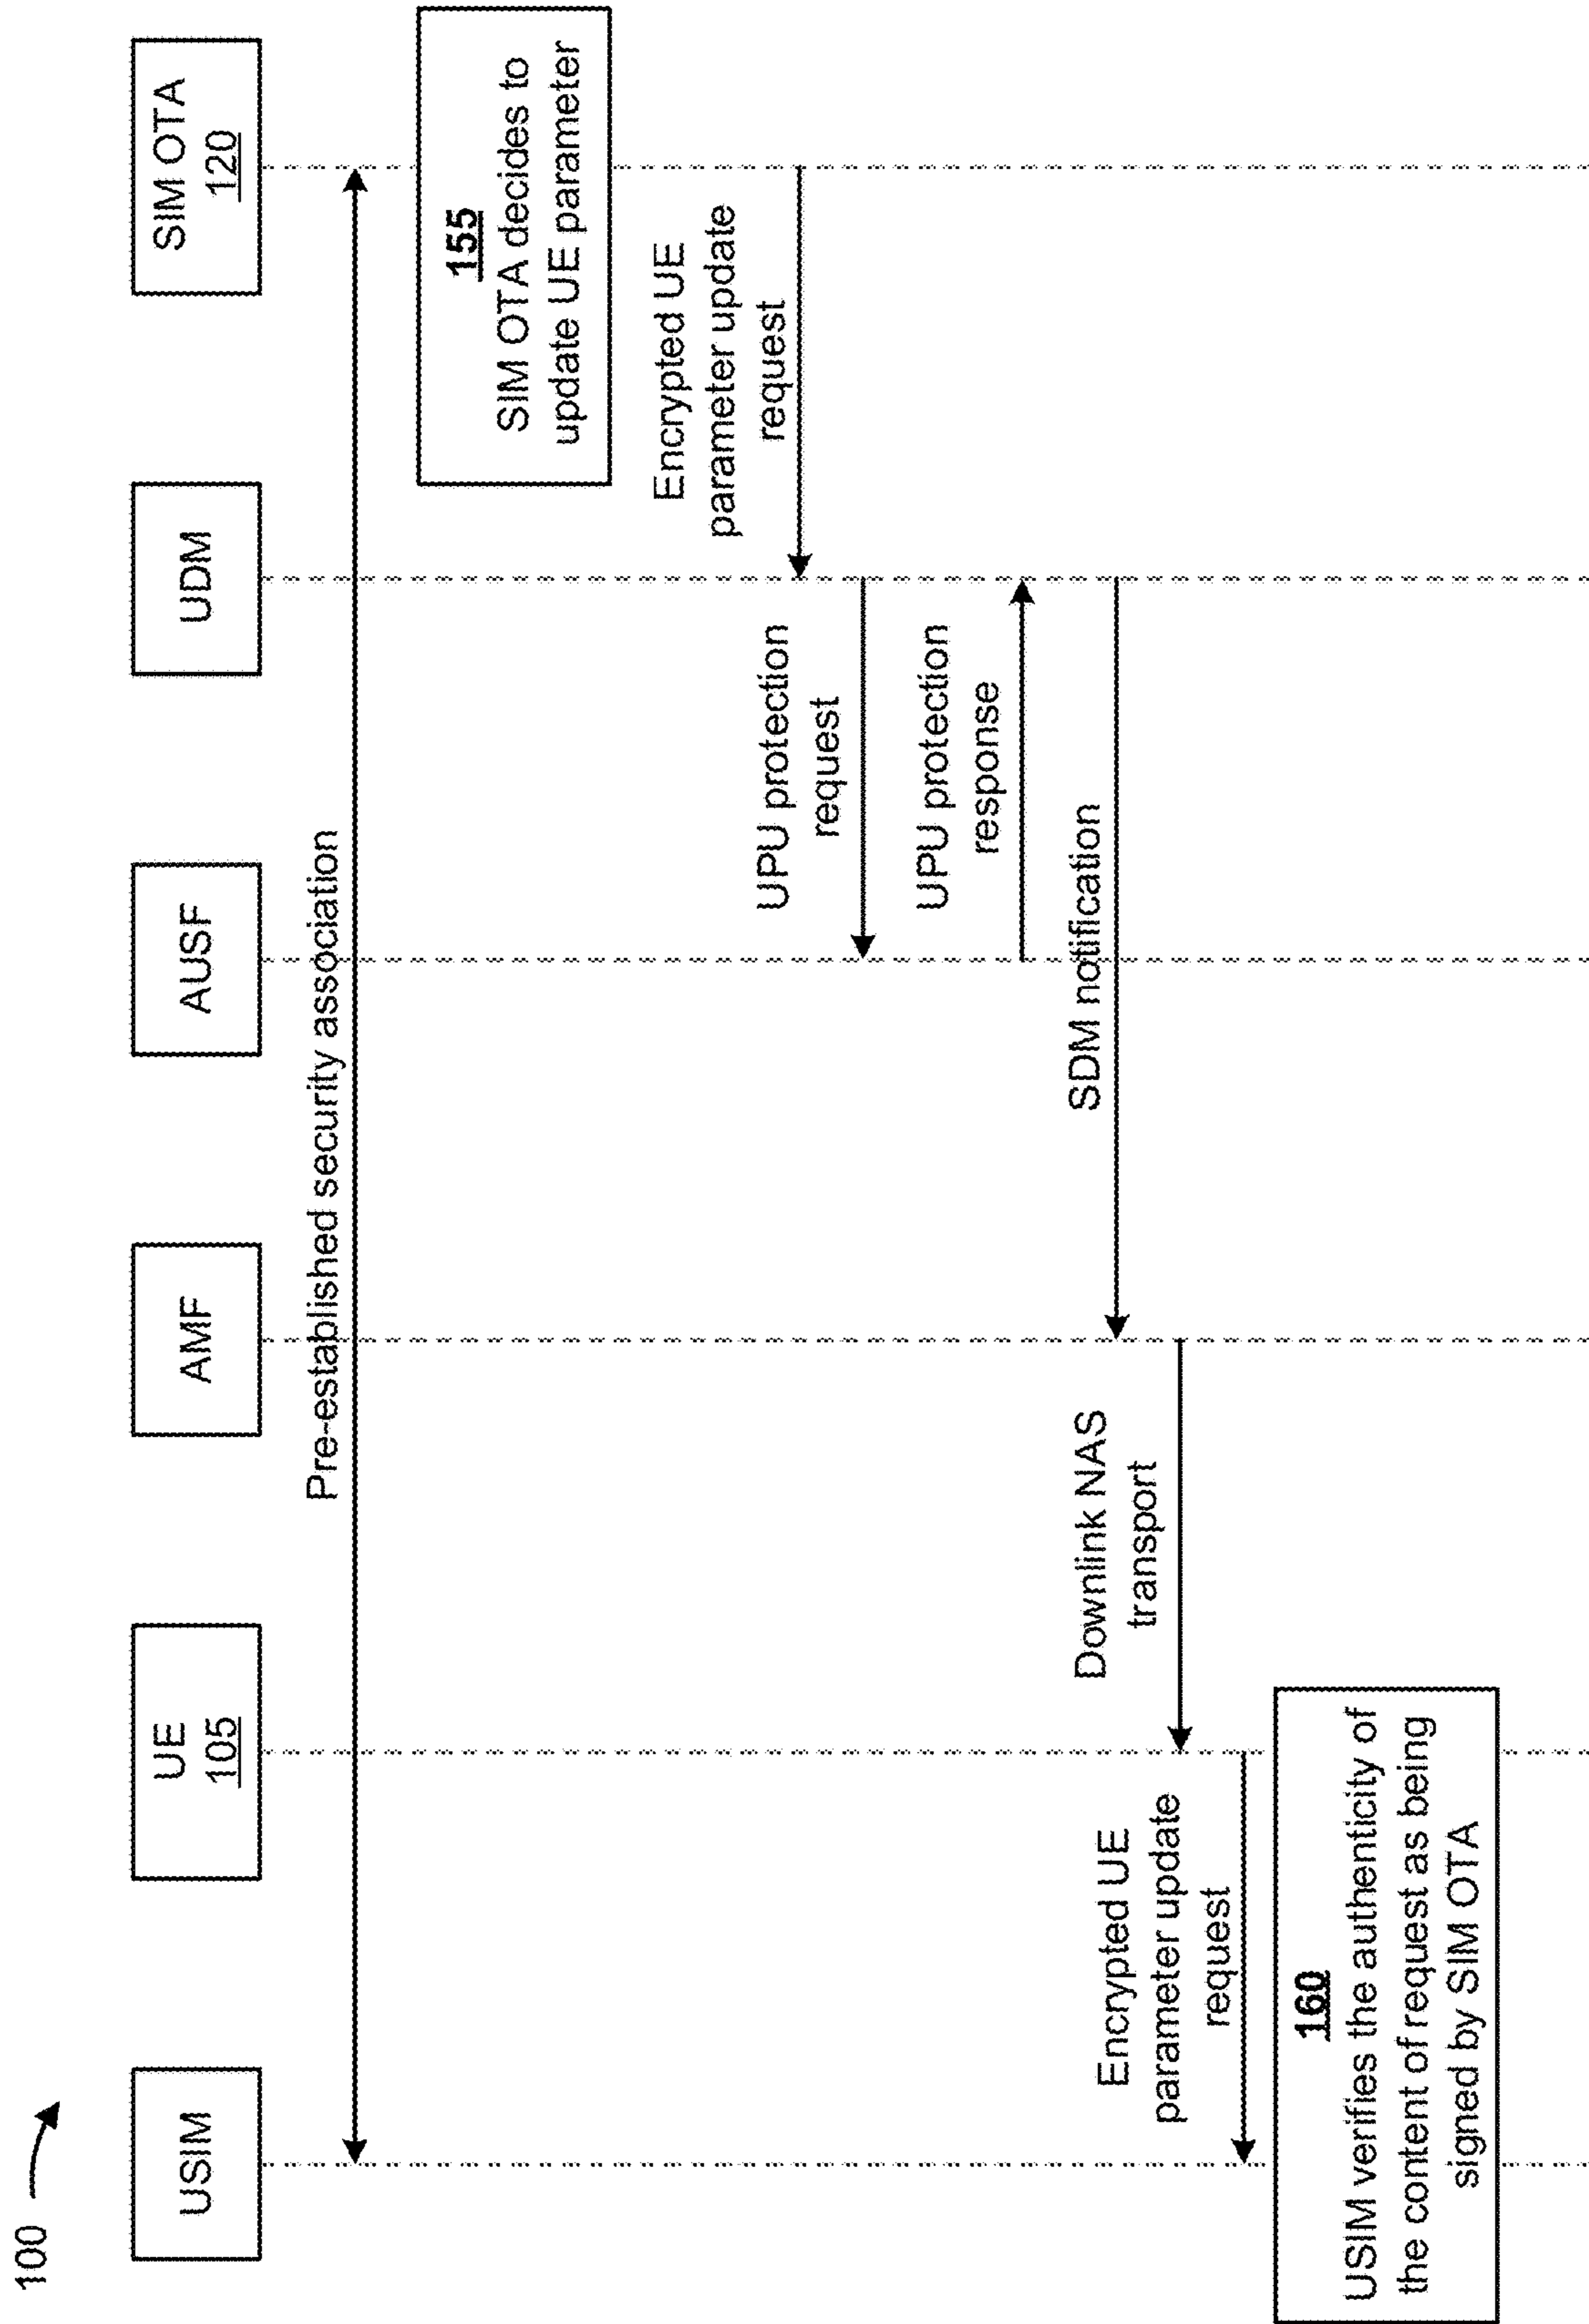 100
USIM
UE
105
AMF
AUSF
UDM
SIM OTA
120
Pre-established security association
155
SIM OTA decides to
update UE parameter
Encrypted UE
parameter update
request
UPU protection
request
UPU protection
response
SDM notification
Downlink NAS
transport
Encrypted UE
parameter update
request
160
USIM verifies the authenticity of
the content of request as being
signed by SIM OTA